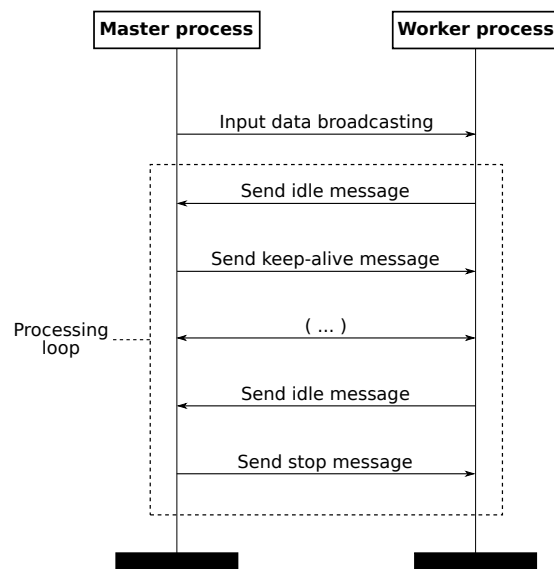 Master process
Worker process
Input data broadcasting
Send idle message
Send keep-alive message
Processing
loop
( ... )
Send idle message
Send stop message